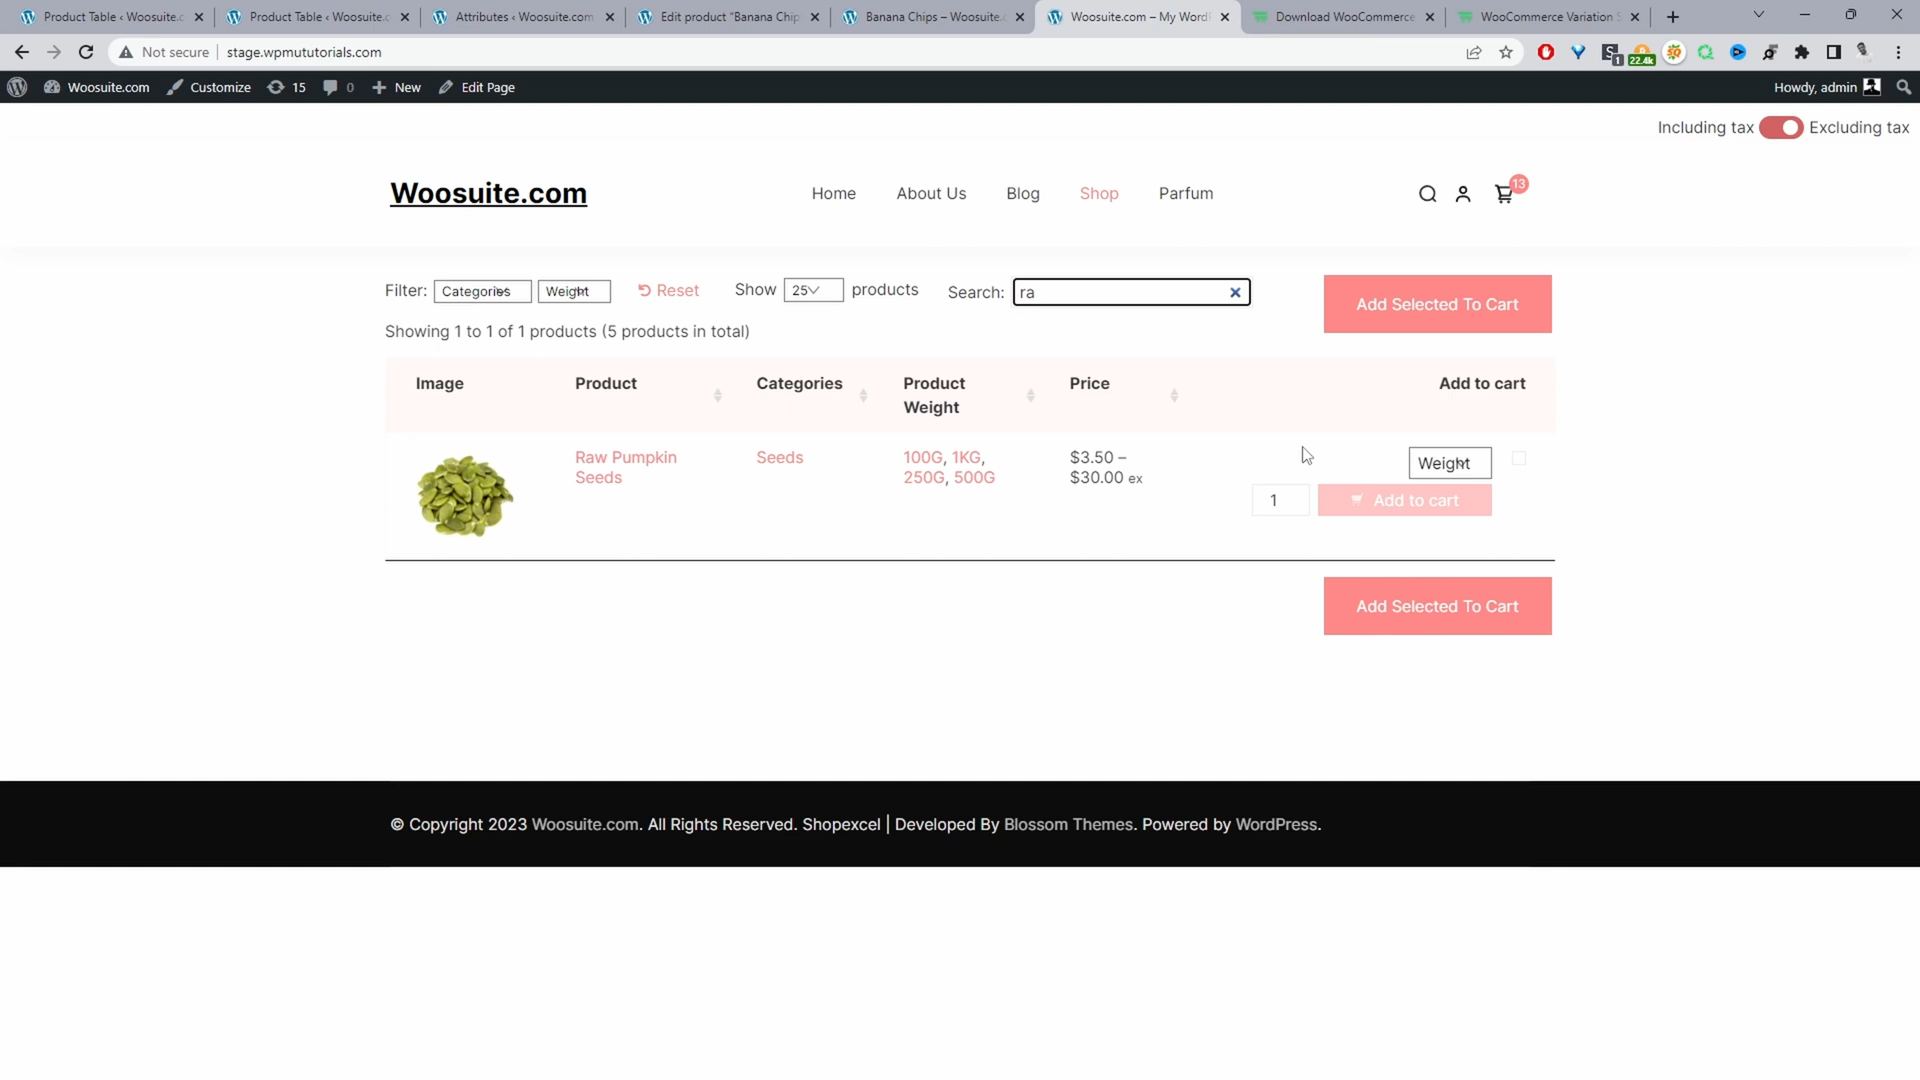 Product Table ‹ Woosuite.c
Product Table ‹ Woosuite.c
Attributes ‹ Woosuite.com
Edit product "Banana Chip
Banana Chips – Woosuite.c
Woosuite.com – My WordP
Download WooCommerce
WooCommerce Variation S
Not secure
stage.wpmututorials.com
1
22.4k
Woosuite.com
Customize
15
0
New
Edit Page
Howdy, admin
Including tax
Excluding tax
Woosuite.com
Home
About Us
Blog
Shop
Parfum
13
Filter:
Categories
Weight
Reset
Show
25
products
Search:
ra
Add Selected To Cart
Showing 1 to 1 of 1 products (5 products in total)
Image
Product
Categories
Product
Weight
Price
Add to cart
Raw Pumpkin
Seeds
Seeds
100G, 1KG,
250G, 500G
$3.50 –
$30.00 ex
Weight
1
Add to cart
Add Selected To Cart
© Copyright 2023 Woosuite.com. All Rights Reserved. Shopexcel | Developed By Blossom Themes. Powered by WordPress.